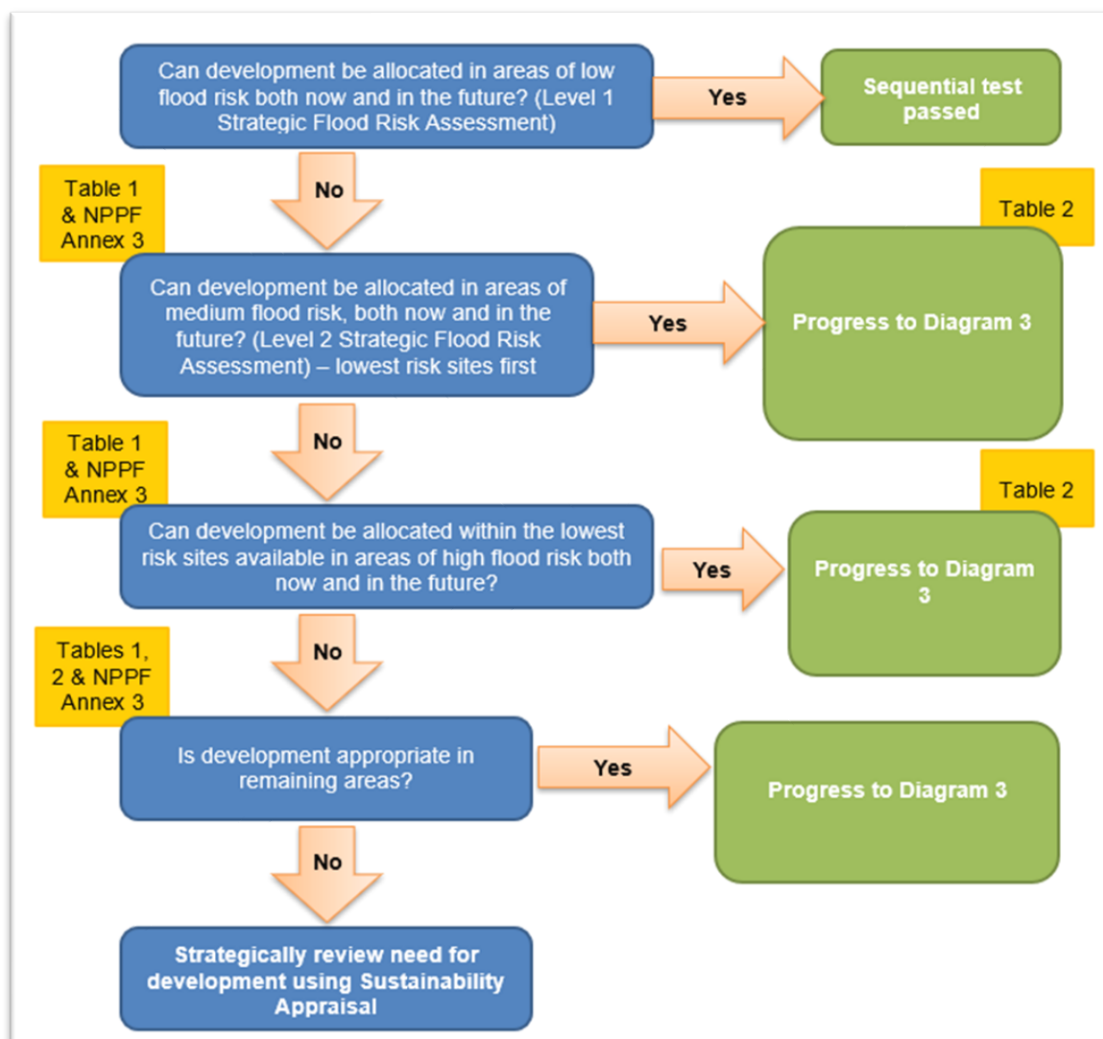 Can development be allocated in areas of low
flood risk both now and in the future? (Level 1
Strategic Flood Risk Assessment)
Yes
Sequential test
passed
No
Table 1
& NPPF
Annex 3
Table 2
Can development be allocated in areas of
medium flood risk, both now and in the
future? (Level 2 Strategic Flood Risk
Assessment) – lowest risk sites first
Yes
Progress to Diagram 3
No
Table 1
& NPPF
Annex 3
Table 2
Can development be allocated within the lowest
risk sites available in areas of high flood risk both
now and in the future?
Yes
Progress to Diagram
3
No
Tables 1,
2 & NPPF
Annex 3
Is development appropriate in
remaining areas?
Yes
Progress to Diagram 3
No
Strategically review need for
development using Sustainability
Appraisal